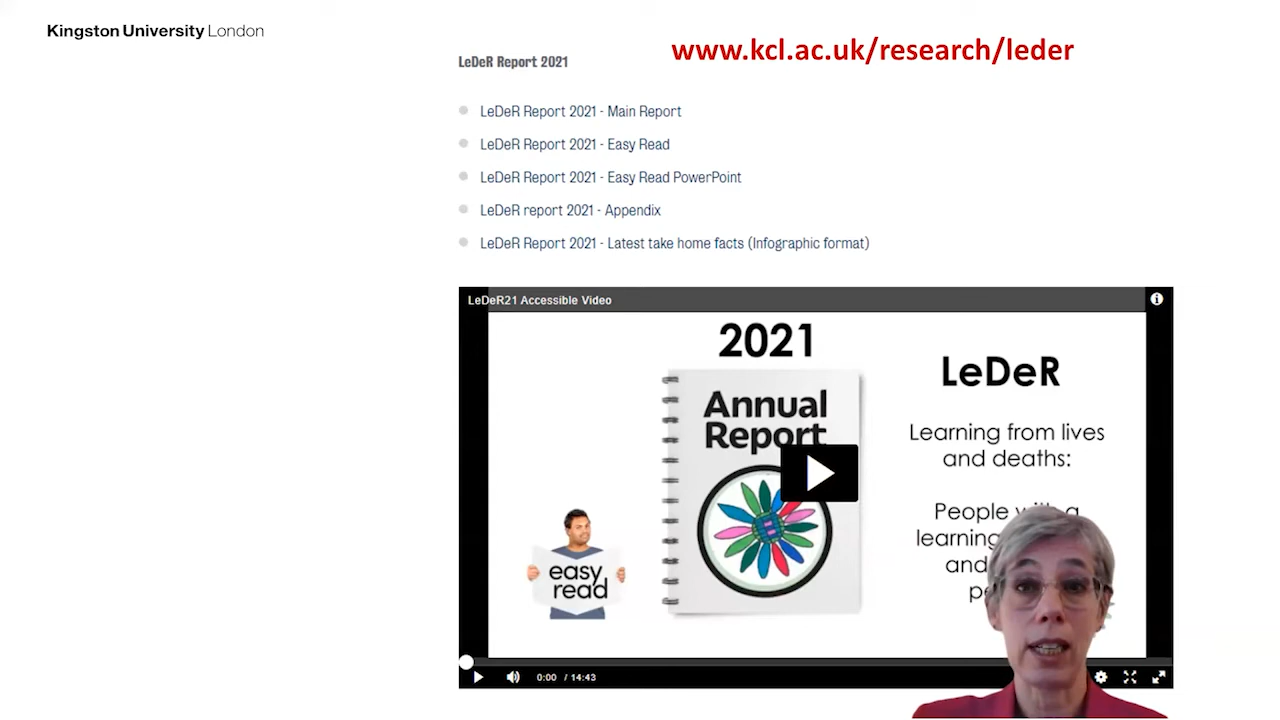 Kingston University London
www.kcl.ac.uk/research/leder
LeDeR Report 2021
LeDeR Report 2021 - Main Report
LeDeR Report 2021 - Easy Read
LeDeR Report 2021 - Easy Read PowerPoint
LeDeR report 2021 - Appendix
LeDeR Report 2021 - Latest take home facts (Infographic format)
LeDeR21 Accessible Video
2021
Annual
Report
easy
read
LeDeR
Learning from lives
and deaths:
People
learning
and
0:00 / 14:43